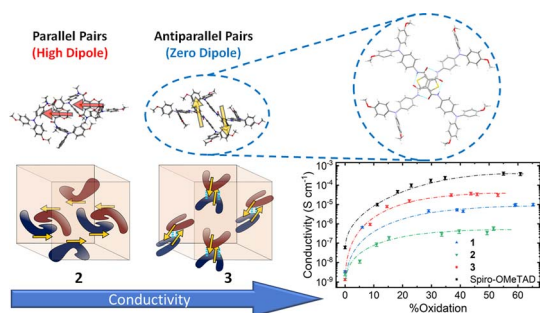 Parallel Pairs
(High Dipole)
Antiparallel Pairs
(Zero Dipole)
2
3
Conductivity
Conductivity (S cm⁻¹)
10⁻³
10⁻⁴
10⁻⁵
10⁻⁶
10⁻⁷
10⁻⁸
10⁻⁹
1
2
3
Spiro-OMeTAD
0 10 20 30 40 50 60
%Oxidation